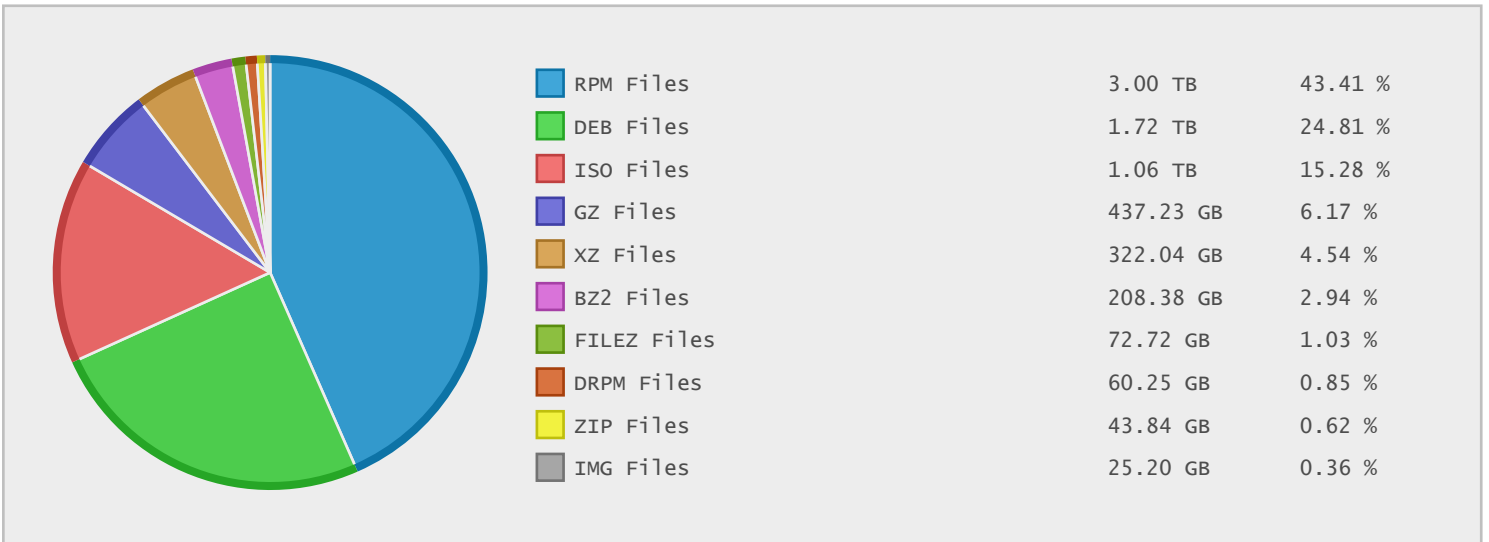 RPM Files 3.00 TB 43.41 %
DEB Files 1.72 TB 24.81 %
ISO Files 1.06 TB 15.28 %
GZ Files 437.23 GB 6.17 %
XZ Files 322.04 GB 4.54 %
BZ2 Files 208.38 GB 2.94 %
FILEZ Files 72.72 GB 1.03 %
DRPM Files 60.25 GB 0.85 %
ZIP Files 43.84 GB 0.62 %
IMG Files 25.20 GB 0.36 %